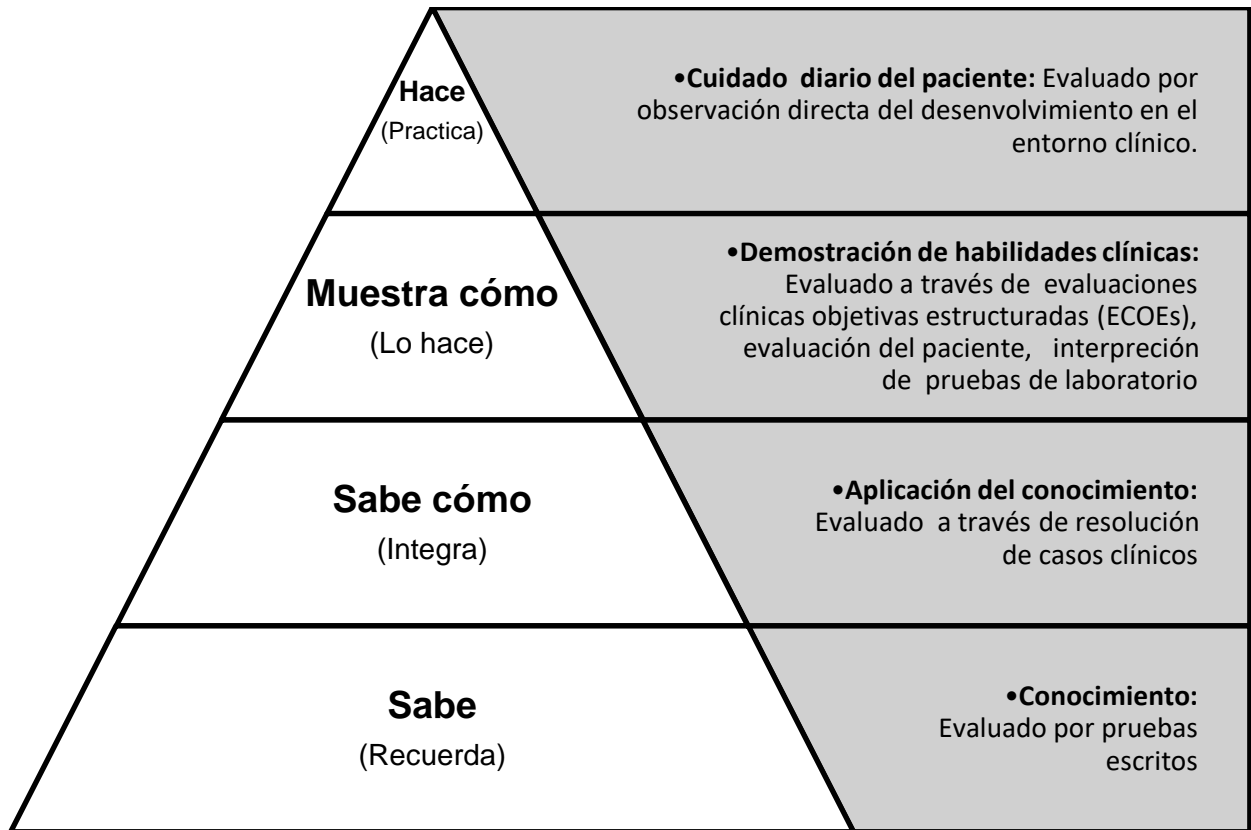 Hace
(Practica)
•Cuidado diario del paciente: Evaluado por
observación directa del desenvolvimiento en el
entorno clínico.
Muestra cómo
(Lo hace)
•Demostración de habilidades clínicas:
Evaluado a través de evaluaciones
clínicas objetivas estructuradas (ECOEs),
evaluación del paciente, interpreción
de pruebas de laboratorio
Sabe cómo
(Integra)
•Aplicación del conocimiento:
Evaluado a través de resolución
de casos clínicos
Sabe
(Recuerda)
•Conocimiento:
Evaluado por pruebas
escritos